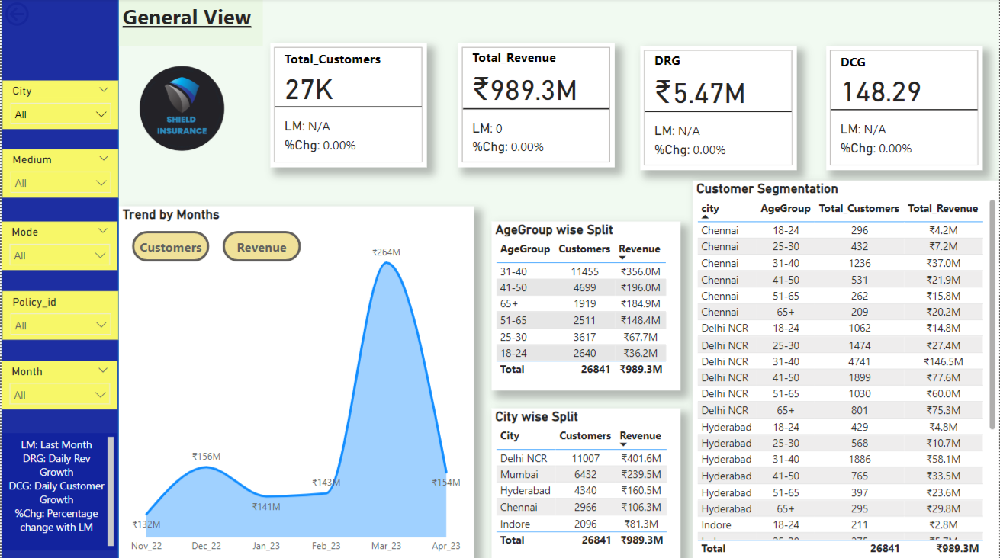 General View
City
All
Medium
All
Mode
All
Policy_id
All
Month
All
LM: Last Month
DRG: Daily Rev
Growth
DCG: Daily Customer
Growth
%Chg: Percentage
change with LM
SHIELD
INSURANCE
Total_Customers
27K
LM: N/A
%Chg: 0.00%
Total_Revenue
₹989.3M
LM: 0
%Chg: 0.00%
DRG
₹5.47M
LM: N/A
%Chg: 0.00%
DCG
148.29
LM: N/A
%Chg: 0.00%
Trend by Months
Customers Revenue
₹264M
₹156M
₹143M
₹154M
₹141M
₹132M
Nov_22 Dec_22 Jan_23 Feb_23 Mar_23 Apr_23
AgeGroup wise Split
AgeGroup Customers Revenue
31-40 11455 ₹356.0M
41-50 4699 ₹196.0M
65+ 1919 ₹184.9M
51-65 2511 ₹148.4M
25-30 3617 ₹67.7M
18-24 2640 ₹36.2M
Total 26841 ₹989.3M
City wise Split
City Customers Revenue
Delhi NCR 11007 ₹401.6M
Mumbai 6432 ₹239.5M
Hyderabad 4340 ₹160.5M
Chennai 2966 ₹106.3M
Indore 2096 ₹81.3M
Total 26841 ₹989.3M
Customer Segmentation
city AgeGroup Total_Customers Total_Revenue
Chennai 18-24 296 ₹4.2M
Chennai 25-30 432 ₹7.2M
Chennai 31-40 1236 ₹37.0M
Chennai 41-50 531 ₹21.9M
Chennai 51-65 262 ₹15.8M
Chennai 65+ 209 ₹20.2M
Delhi NCR 18-24 1062 ₹14.8M
Delhi NCR 25-30 1474 ₹27.4M
Delhi NCR 31-40 4741 ₹146.5M
Delhi NCR 41-50 1899 ₹77.6M
Delhi NCR 51-65 1030 ₹60.0M
Delhi NCR 65+ 801 ₹75.3M
Hyderabad 18-24 429 ₹4.8M
Hyderabad 25-30 568 ₹10.7M
Hyderabad 31-40 1886 ₹58.1M
Hyderabad 41-50 765 ₹33.5M
Hyderabad 51-65 397 ₹23.6M
Hyderabad 65+ 295 ₹29.8M
Indore 18-24 211 ₹2.8M
Total 26841 ₹989.3M